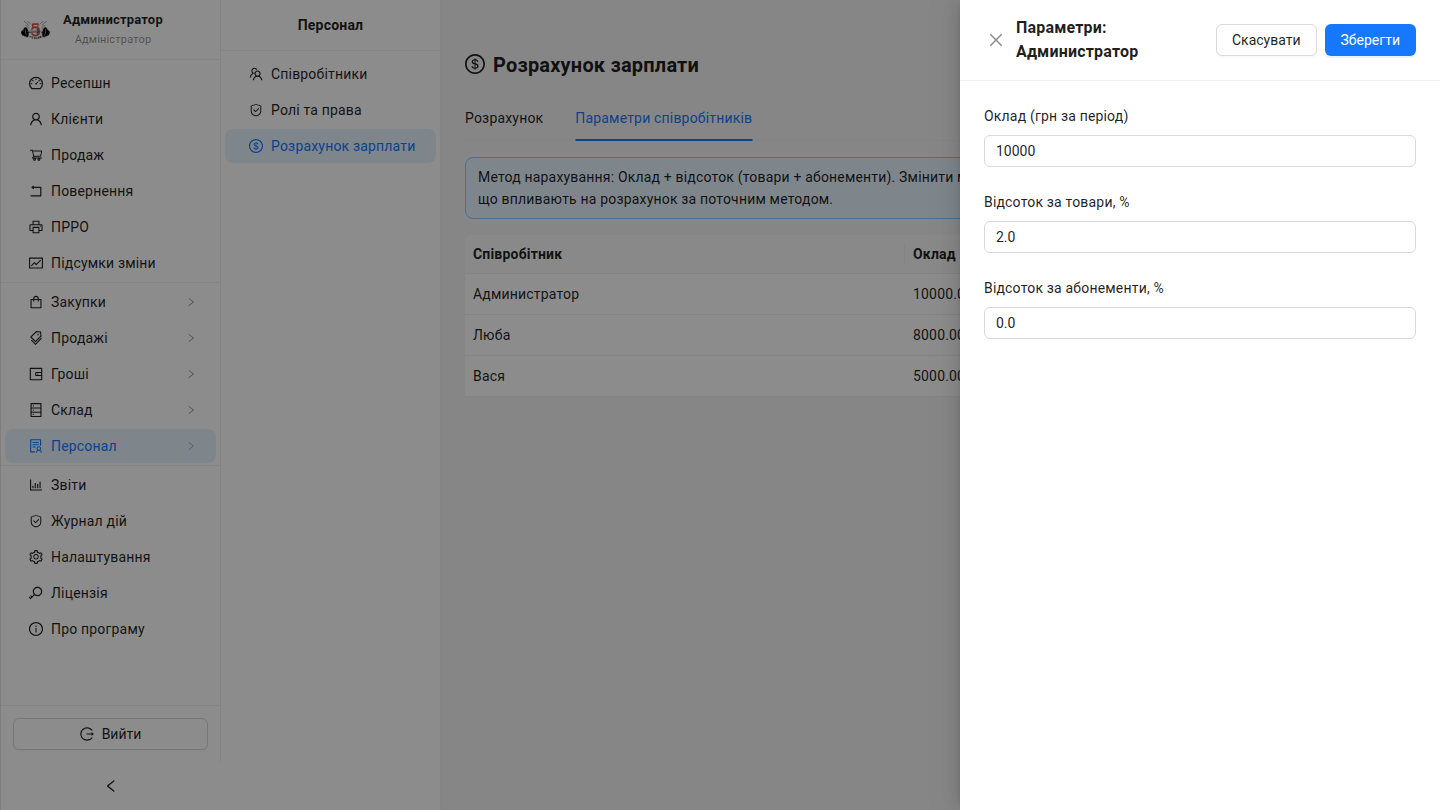 Администратор
Адміністратор
Ресепшн
Клієнти
Продаж
Повернення
ПРРО
Підсумки зміни
Закупки
Продажі
Гроші
Склад
Персонал
Звіти
Журнал дій
Налаштування
Ліцензія
Про програму
Вийти
Персонал
Співробітники
Ролі та права
Розрахунок зарплати
Розрахунок зарплати
Розрахунок
Параметри співробітників
Метод нарахування: Оклад + відсоток (товари + абонементи). Змінити
що впливають на розрахунок за поточним методом.
Співробітник Оклад
Администратор 10000.0
Люба 8000.00
Вася 5000.00
Параметри:
Администратор
Скасувати
Зберегти
Оклад (грн за період)
10000
Відсоток за товари, %
2.0
Відсоток за абонементи, %
0.0